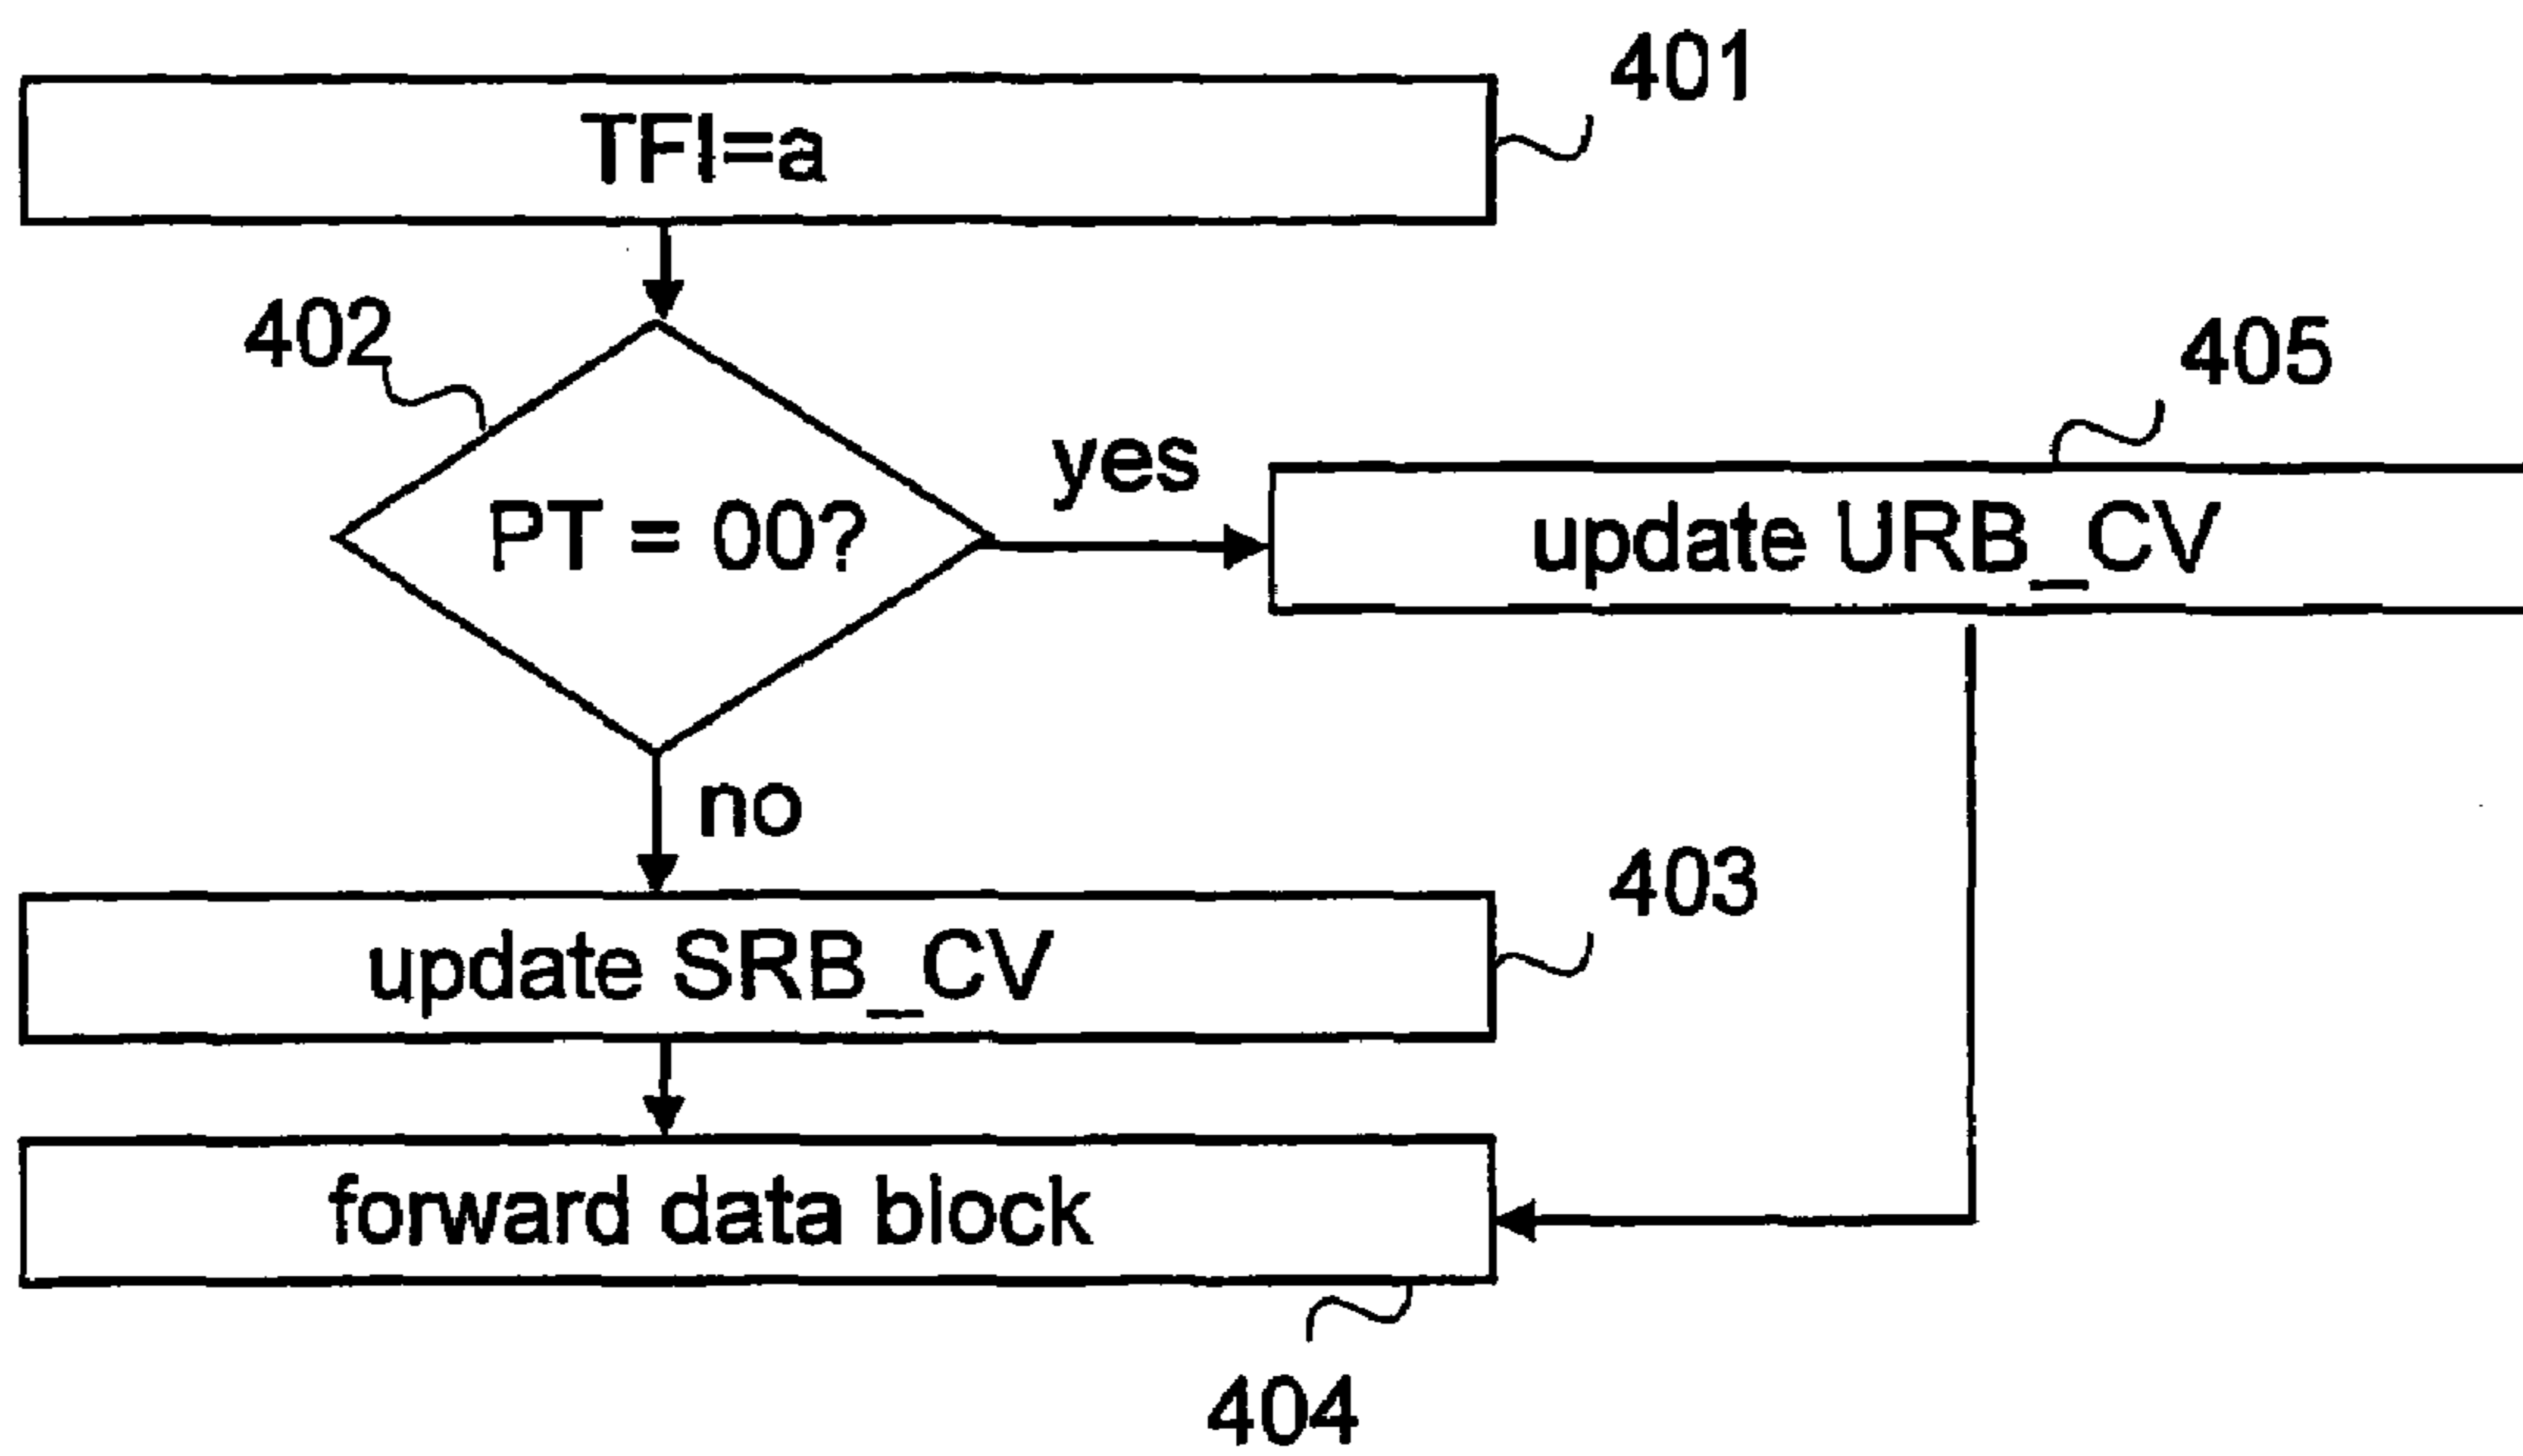 401
TFI=a
402
405
yes
PT = 00?
update URB_CV
no
403
update SRB_CV
forward data block
404